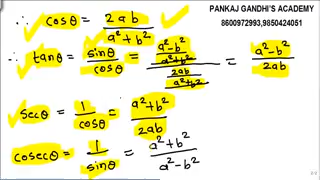 PANKAJ GANDHI'S ACADEMY
8600972993,9850424051
∴ cosθ = 2ab / (a²+b²)
∴ tanθ = sinθ / cosθ = ((a²-b²) / (a²+b²)) / (2ab / (a²+b²)) = (a²-b²) / 2ab
secθ = 1 / cosθ = (a²+b²) / 2ab
cosecθ = 1 / sinθ = (a²+b²) / (a²-b²)